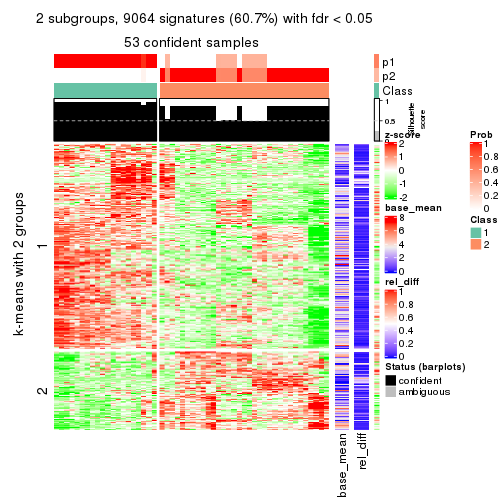 2 subgroups, 9064 signatures (60.7%) with fdr < 0.05
53 confident samples
p1
p2
Class
1
0.5
0
Silhouette
score
k-means with 2 groups
1
2
base_mean
rel_diff
z-score
2
1
0
-1
-2
base_mean
8
6
4
2
0
rel_diff
1
0.8
0.6
0.4
0.2
0
Status (barplots)
confident
ambiguous
Prob
1
0.8
0.6
0.4
0.2
0
Class
1
2